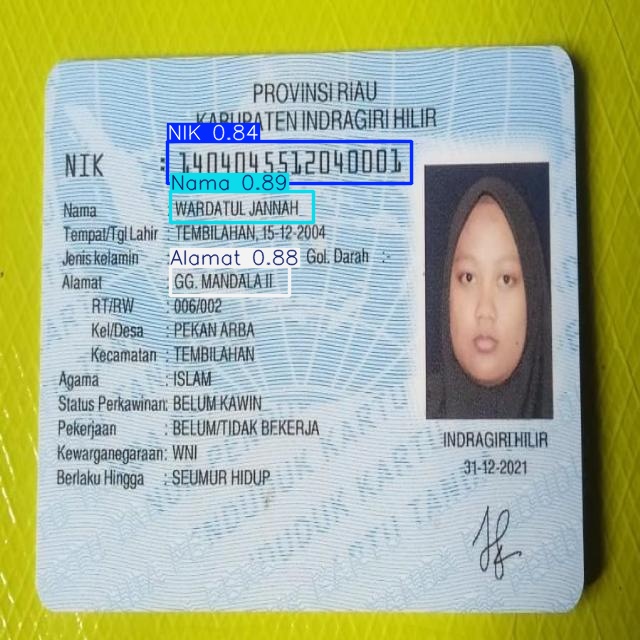 PROVINSI RIAU
KABUPATEN INDRAGIRI HILIR
NIK 0.84
NIK : 1404045512040001
Nama 0.89
Nama : WARDATUL JANNAH
Tempat/Tgl Lahir : TEMBILAHAN, 15-12-2004
Jenis kelamin : Alamat 0.88 Gol. Darah :-
Alamat GG. MANDALA II
RT/RW : 006/002
Kel/Desa : PEKAN ARBA
Kecamatan : TEMBILAHAN
Agama : ISLAM
Status Perkawinan: BELUM KAWIN
Pekerjaan : BELUM/TIDAK BEKERJA
Kewarganegaraan: WNI
Berlaku Hingga : SEUMUR HIDUP
INDRAGIRI HILIR
31-12-2021